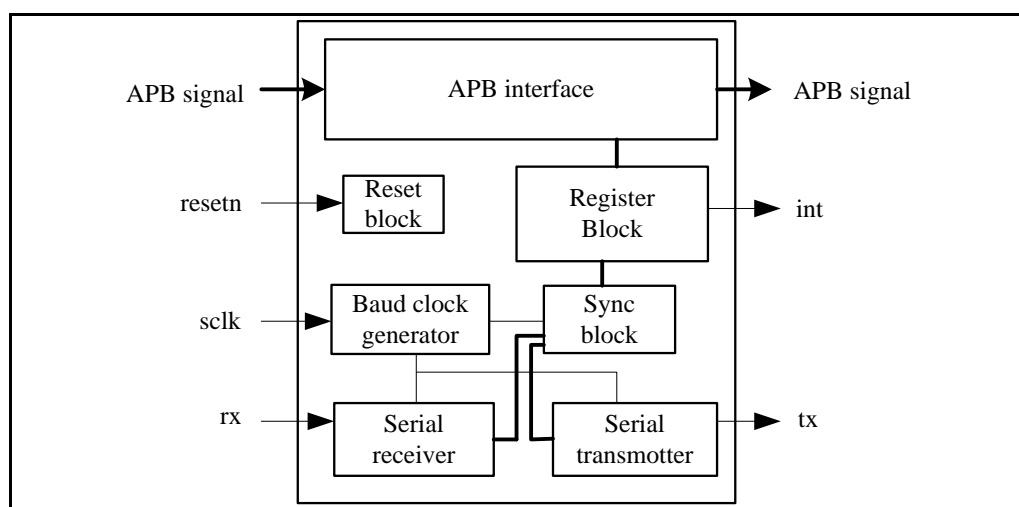 APB signal
APB interface
APB signal
resetn
Reset
block
Register
Block
int
sclk
Baud clock
generator
Sync
block
rx
Serial
receiver
Serial
transmotter
tx